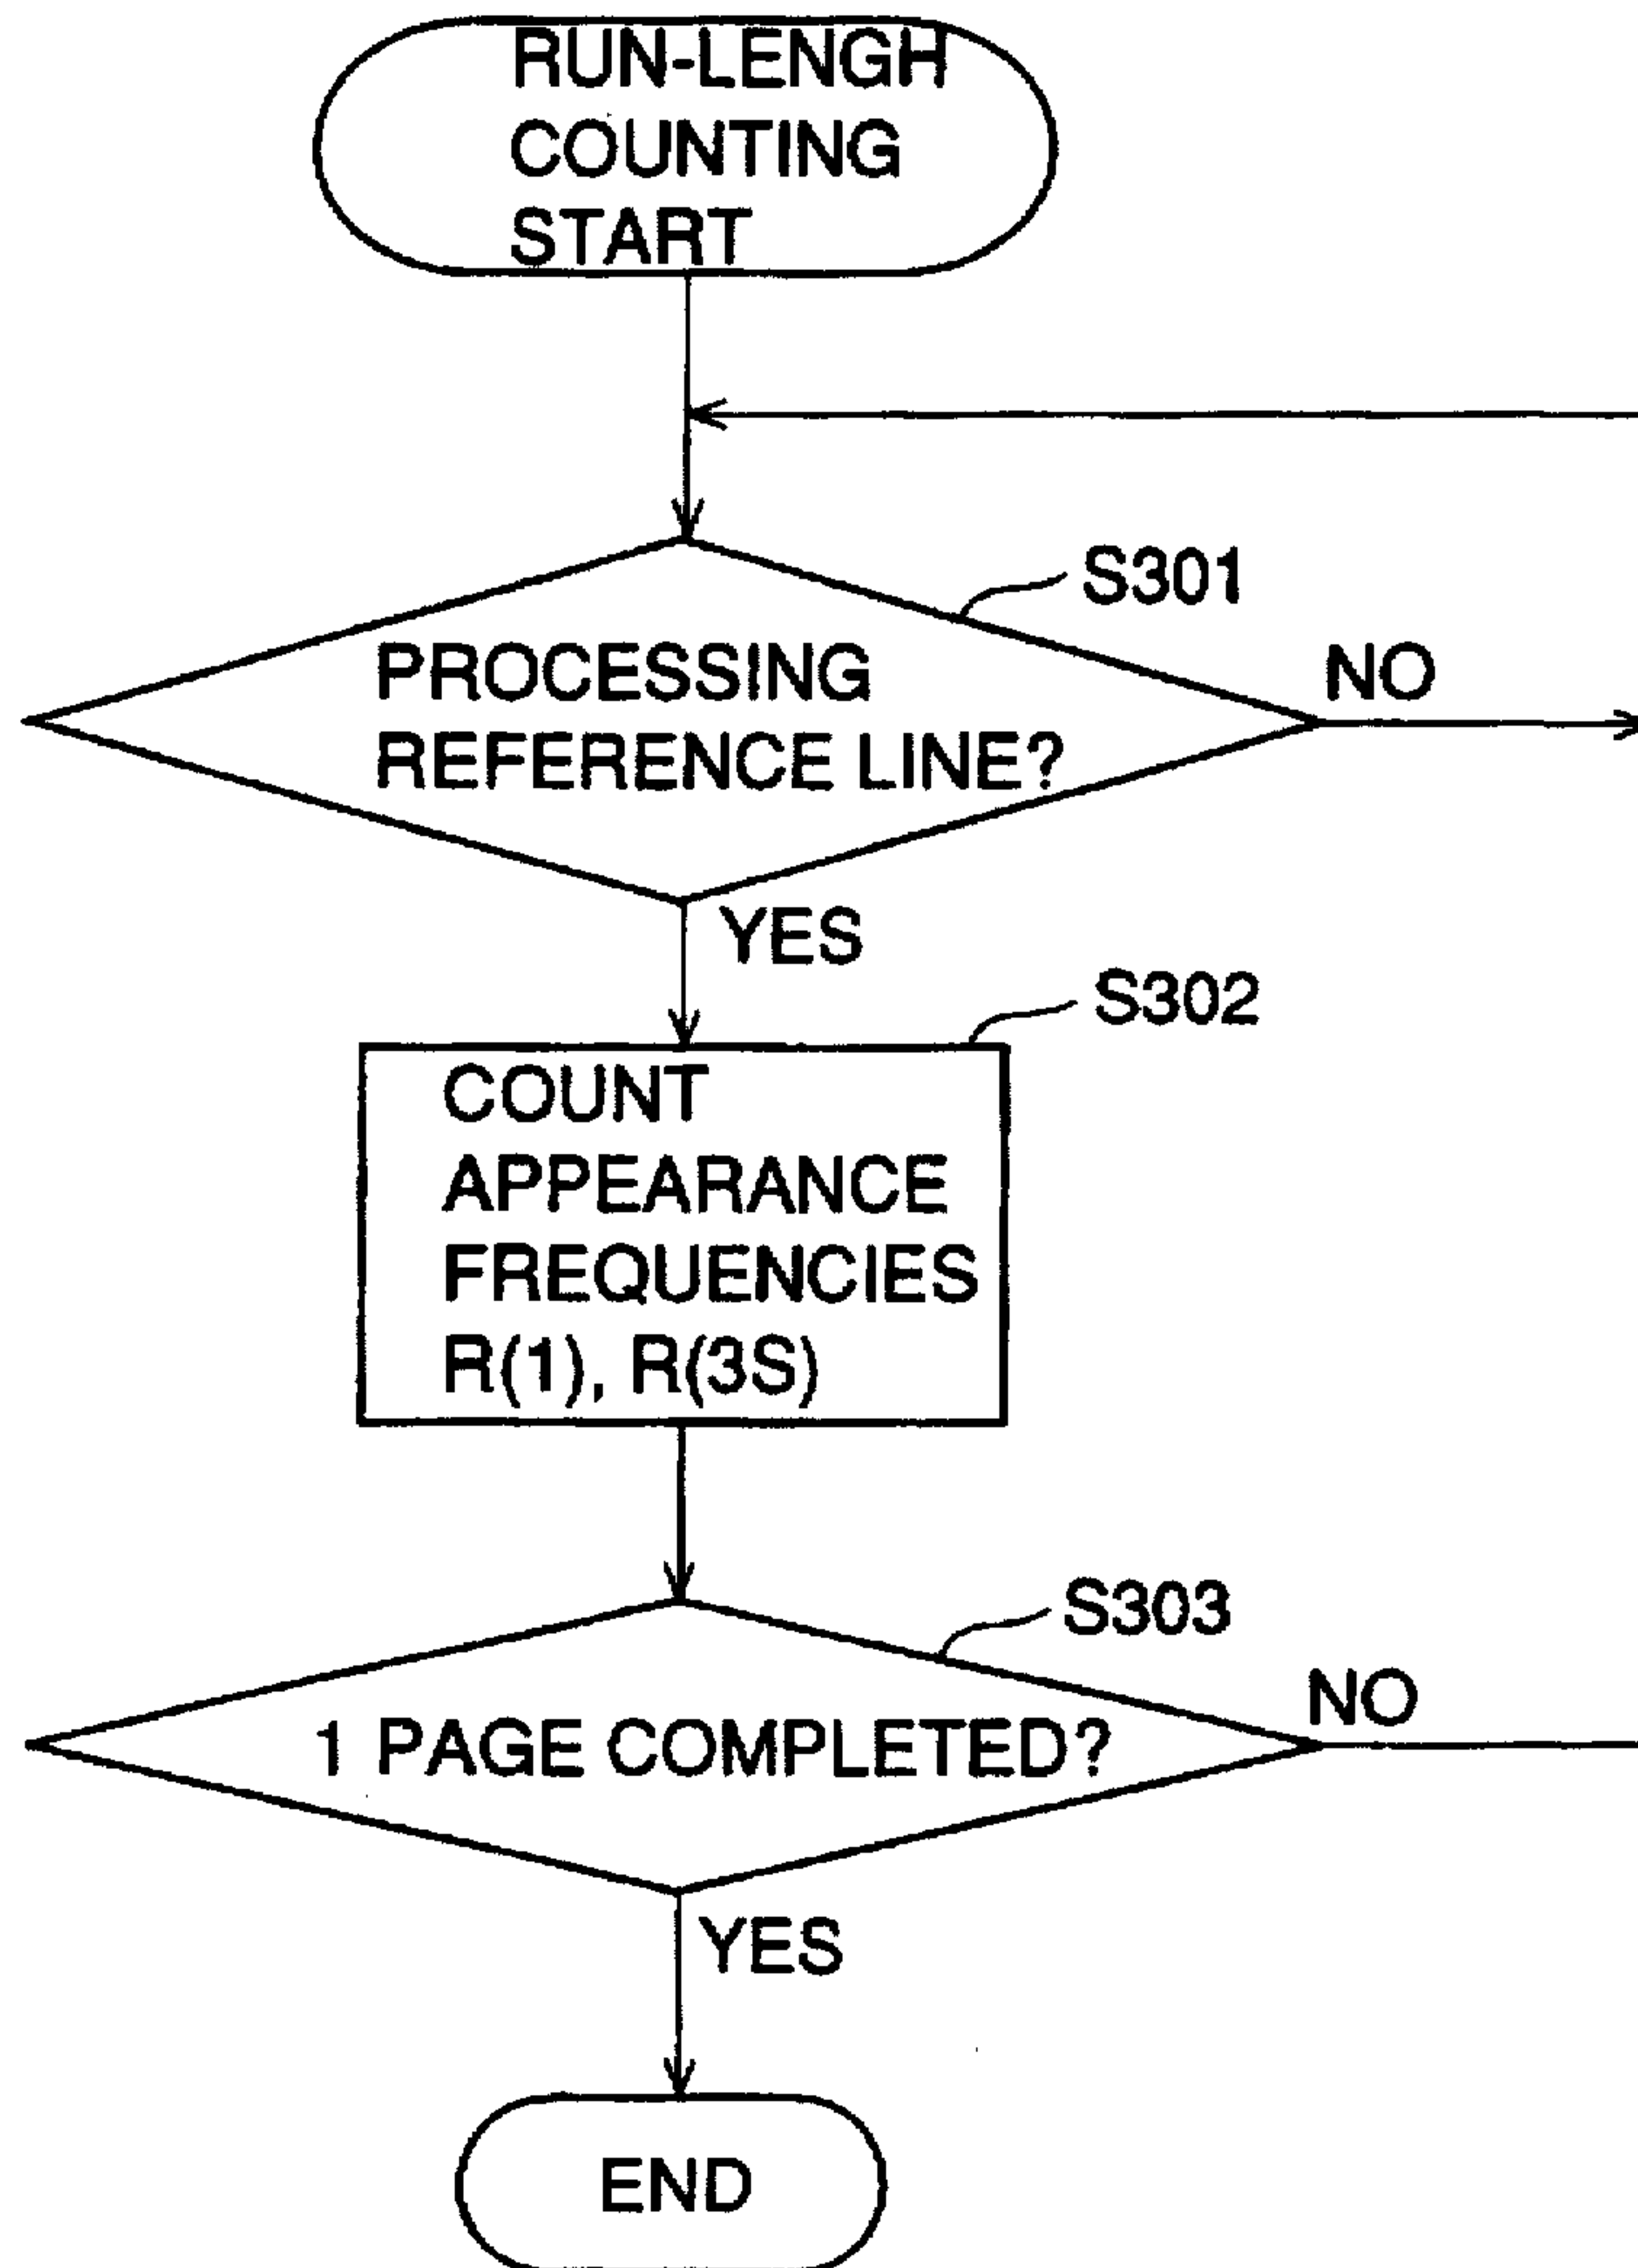 RUN-LENGH
COUNTING
START
S301
PROCESSING
REFERENCE LINE?
NO
YES
S302
COUNT
APPEARANCE
FREQUENCIES
R(1), R(3S)
S303
1 PAGE COMPLETED?
NO
YES
END